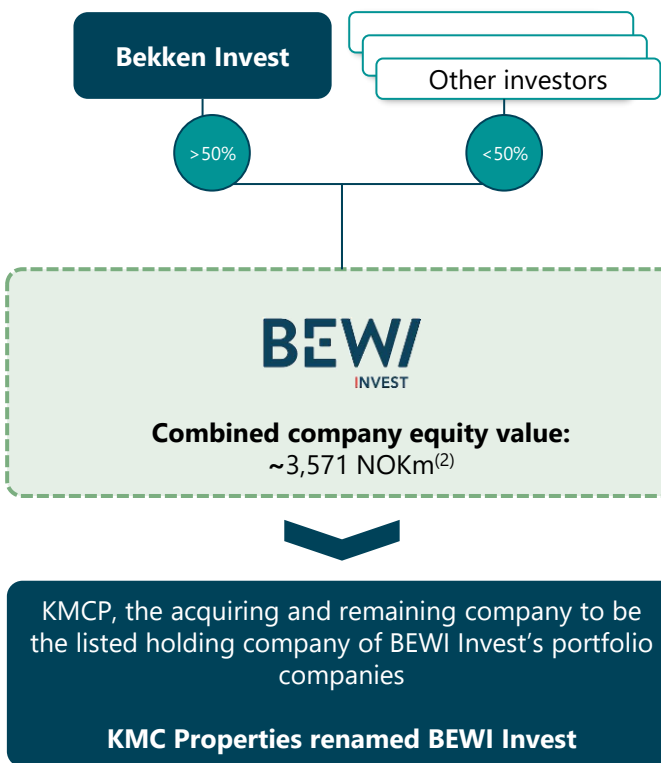 Bekken Invest
Other investors
>50%
<50%
BEWI
INVEST
Combined company equity value:
~3,571 NOKm(2)
KMCP, the acquiring and remaining company to be
the listed holding company of BEWI Invest’s portfolio
companies
KMC Properties renamed BEWI Invest